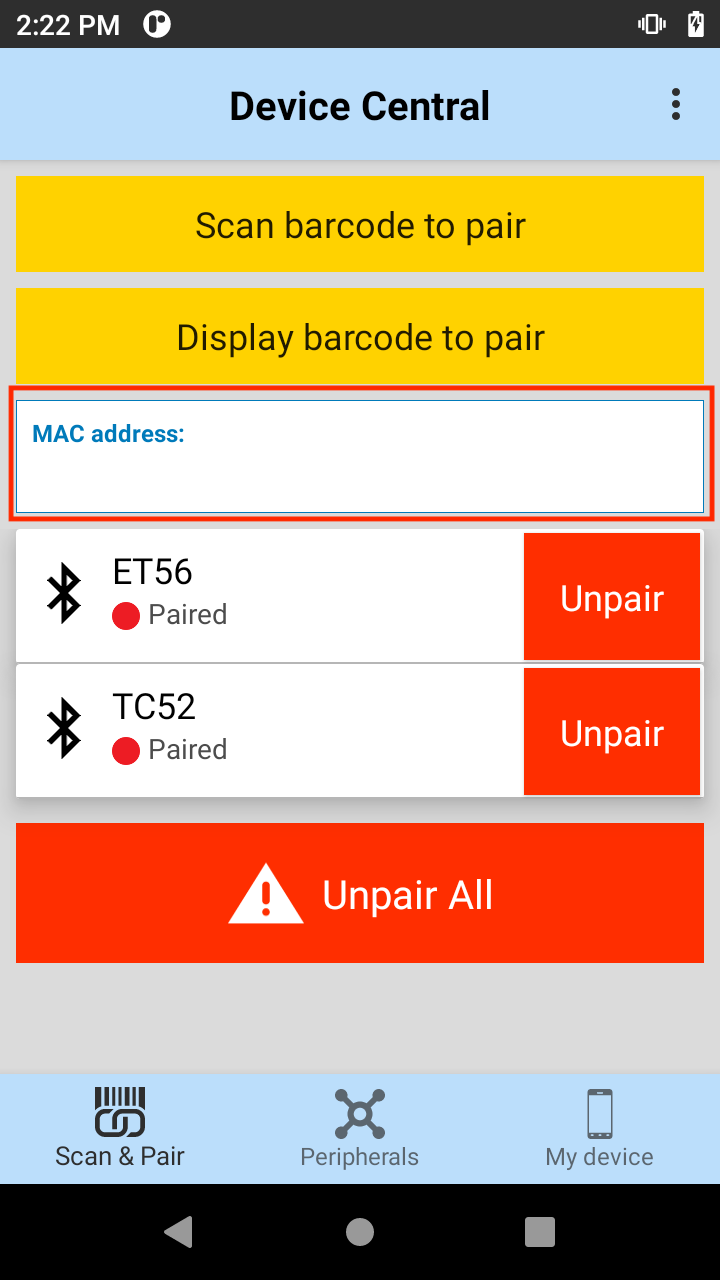 2:22 PM
Device Central
Scan barcode to pair
Display barcode to pair
MAC address:
ET56
Paired
Unpair
TC52
Paired
Unpair
Unpair All
Scan & Pair
Peripherals
My device